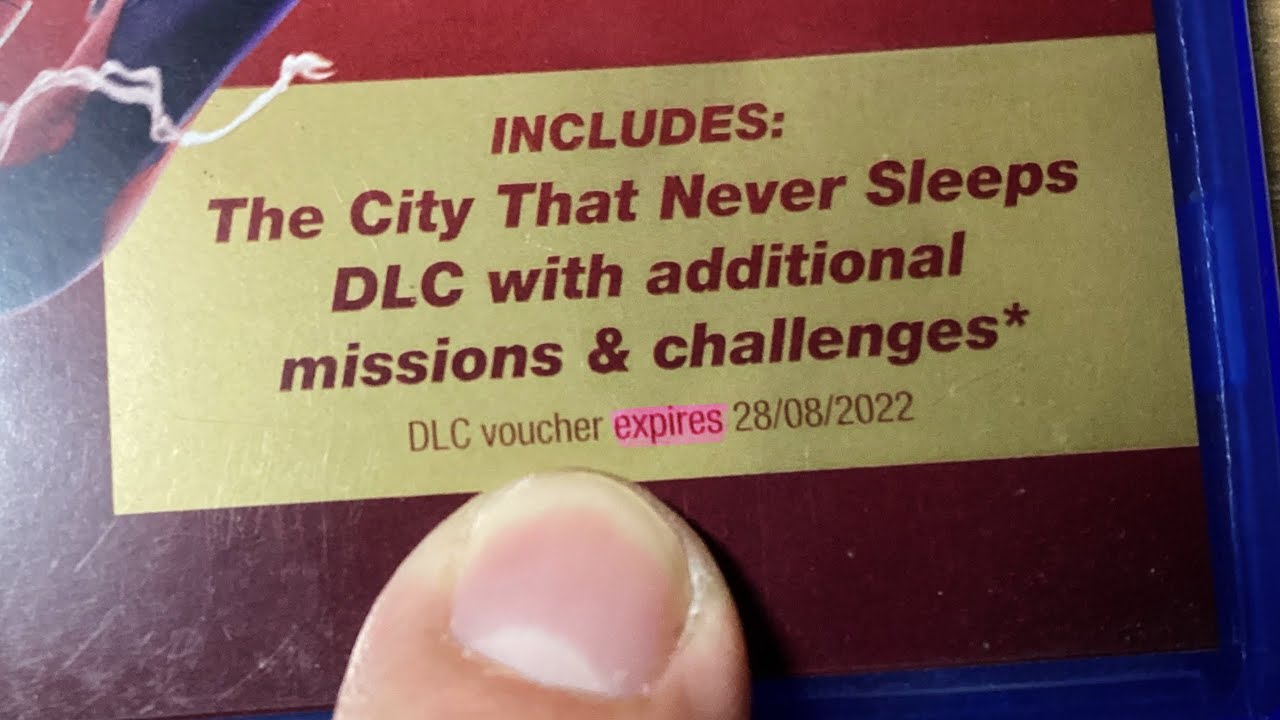 INCLUDES:
The City That Never Sleeps
DLC with additional
missions & challenges*
DLC voucher expires 28/08/2022